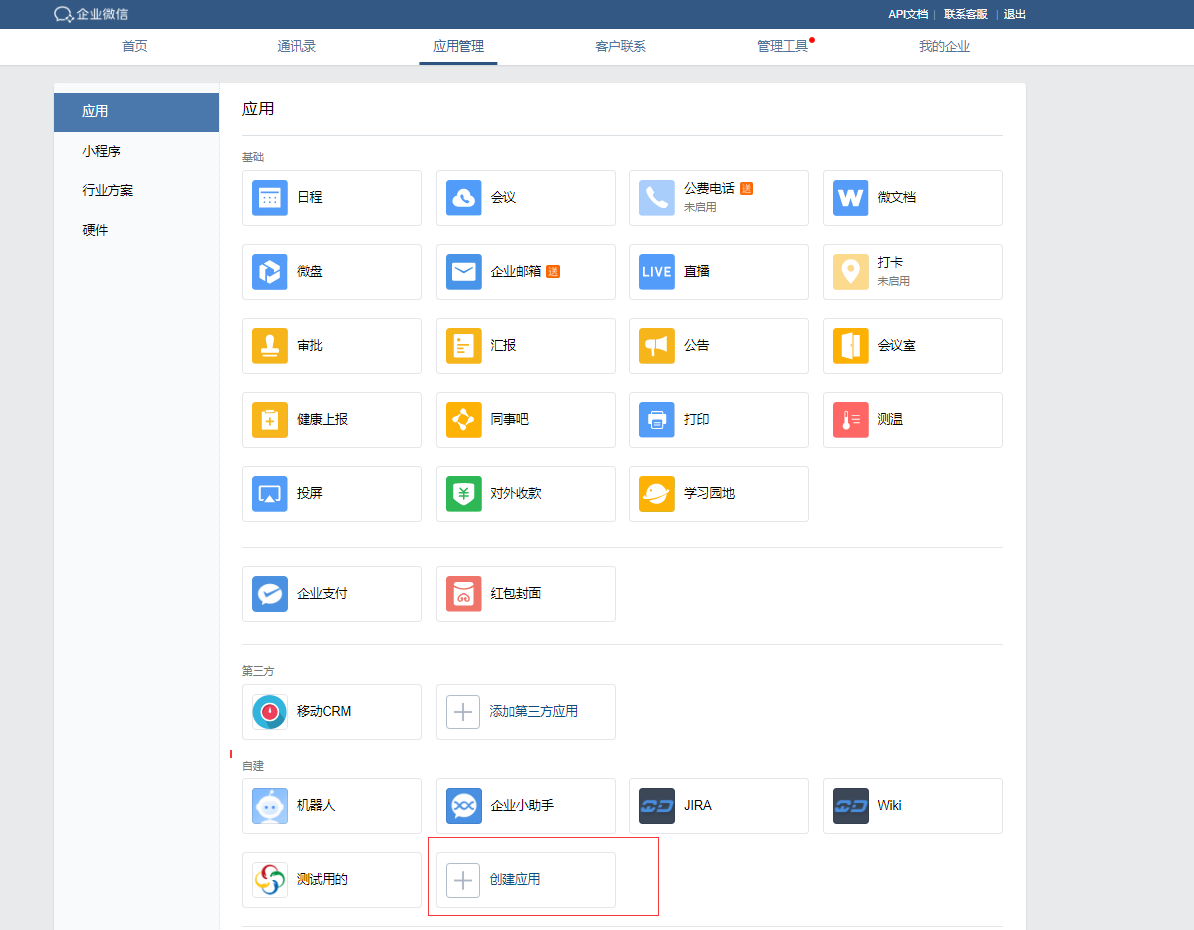 企业微信
API文档 | 联系客服 | 退出
首页 通讯录 应用管理 客户联系 管理工具 我的企业
应用
小程序
行业方案
硬件
应用
基础
日程 会议 公费电话 送 微文档
未启用
微盘 企业邮箱 送 LIVE 直播 打卡
未启用
审批 汇报 公告 会议室
健康上报 同事吧 打印 测温
投屏 对外收款 学习园地
企业支付 红包封面
第三方
移动CRM 添加第三方应用
自建
机器人 企业小助手 JIRA Wiki
测试用的 创建应用